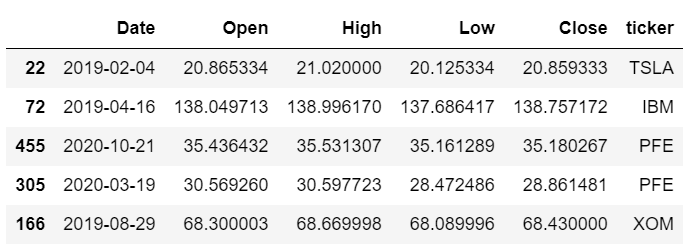 Date Open High Low Close ticker
22 2019-02-04 20.865334 21.020000 20.125334 20.859333 TSLA
72 2019-04-16 138.049713 138.996170 137.686417 138.757172 IBM
455 2020-10-21 35.436432 35.531307 35.161289 35.180267 PFE
305 2020-03-19 30.569260 30.597723 28.472486 28.861481 PFE
166 2019-08-29 68.300003 68.669998 68.089996 68.430000 XOM